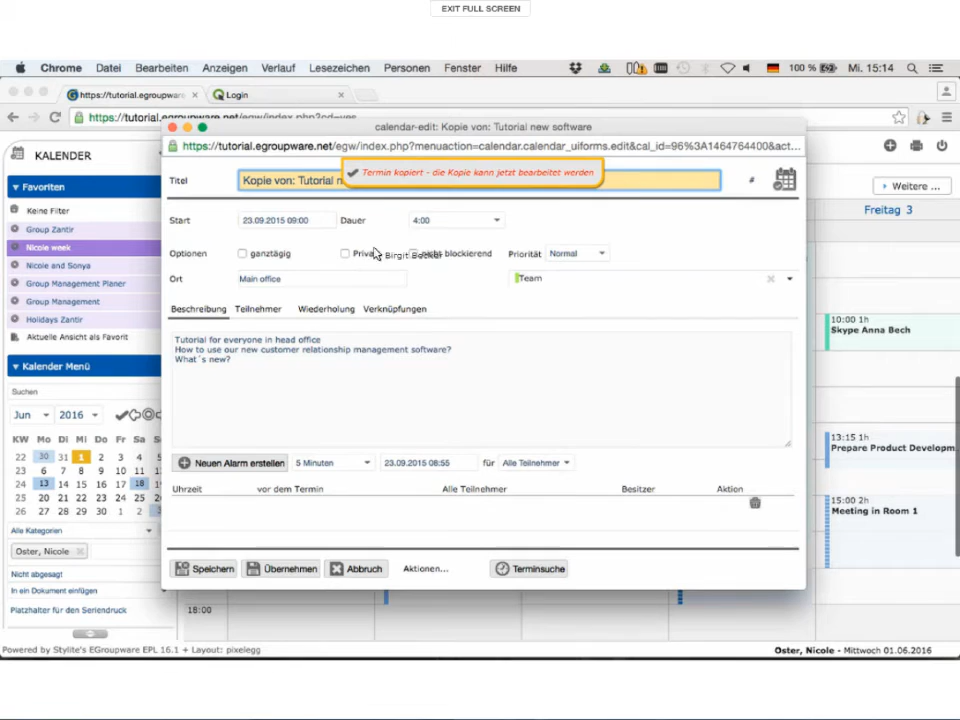 EXIT FULL SCREEN
Chrome Datei Bearbeiten Anzeigen Verlauf Lesezeichen Personen Fenster Hilfe 100 % Mi. 15:14
https://tutorial.egroupware Login
https://tutorial.egroupware.net/egw/index.php?cd=yes
calendar-edit: Kopie von: Tutorial new software
https://tutorial.egroupware.net/egw/index.php?menuaction=calendar.calendar_uiforms.edit&cal_id=96%3A1464764400&act...
KALENDER
Termin kopiert - die Kopie kann jetzt bearbeitet werden
Titel Kopie von: Tutorial #
Favoriten
Weitere ...
Keine Filter
Freitag 3
Start 23.09.2015 09:00 Dauer 4:00
Group Zantir
Nicole week
Optionen ganztägig nicht blockierend Priorität Normal
Nicole and Sonya
Ort Main office Team
Group Management Planer
Group Management
Beschreibung Teilnehmer Wiederholung Verknüpfungen
Holidays Zantir
10:00 1h
Skype Anna Bech
Aktuelle Ansicht als Favorit
Tutorial for everyone in head office
How to use our new customer relationship management software?
What´s new?
Kalender Menü
Suchen
Jun 2016
KW Mo Di Mi Do Fr Sa S
22 30 31 1 2 3 4
23 6 7 8 9 10 11
24 13 14 15 16 17 18
25 20 21 22 23 24 25
26 27 28 29 30 1 2
13:15 1h
Prepare Product Developm
Neuen Alarm erstellen 5 Minuten 23.09.2015 08:55 für Alle Teilnehmer
Uhrzeit vor dem Termin Alle Teilnehmer Besitzer Aktion
15:00 2h
Meeting in Room 1
Alle Kategorien
Oster, Nicole
Nicht abgesagt
Speichern Übernehmen Abbruch Aktionen... Terminsuche
In ein Dokument einfügen
Platzhalter für den Seriendruck
18:00
Powered by Stylite's EGroupware EPL 16.1 + Layout: pixelegg
Oster, Nicole - Mittwoch 01.06.2016